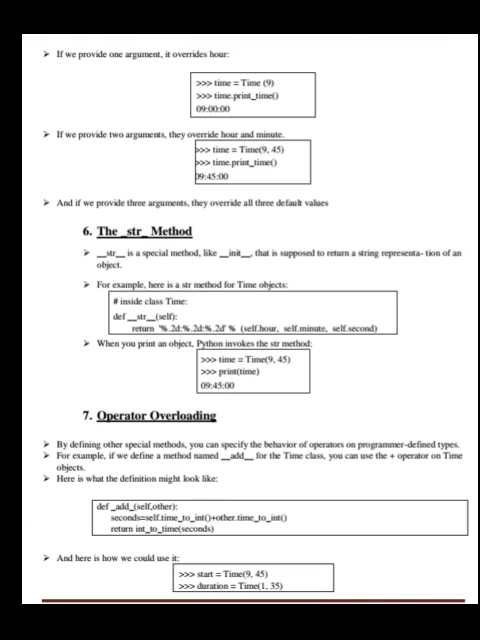 ➢ If we provide one argument, it overrides hour:
>>> time = Time (9)
>>> time.print_time()
09:00:00
➢ If we provide two arguments, they override hour and minute.
>>> time = Time(9, 45)
>>> time.print_time()
09:45:00
➢ And if we provide three arguments, they override all three default values
6. The _str_ Method
➢ __str__ is a special method, like __init__, that is supposed to return a string representa- tion of an
object.
➢ For example, here is a str method for Time objects:
# inside class Time:
def __str__(self):
return '%.2d:%.2d:%.2d' % (self.hour, self.minute, self.second)
➢ When you print an object, Python invokes the str method:
>>> time = Time(9, 45)
>>> print(time)
09:45:00
7. Operator Overloading
➢ By defining other special methods, you can specify the behavior of operators on programmer-defined types.
➢ For example, if we define a method named __add__ for the Time class, you can use the + operator on Time
objects.
➢ Here is what the definition might look like:
def _add_(self,other):
seconds=self.time_to_int()+other.time_to_int()
return int_to_time(seconds)
➢ And here is how we could use it:
>>> start = Time(9, 45)
>>> duration = Time(1, 35)